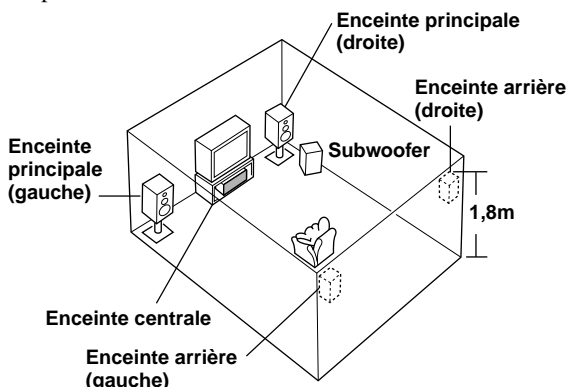 Enceinte principale
(droite)
Enceinte arrière
(droite)
Enceinte
principale
(gauche)
Subwoofer
1,8m
Enceinte centrale
Enceinte arrière
(gauche)